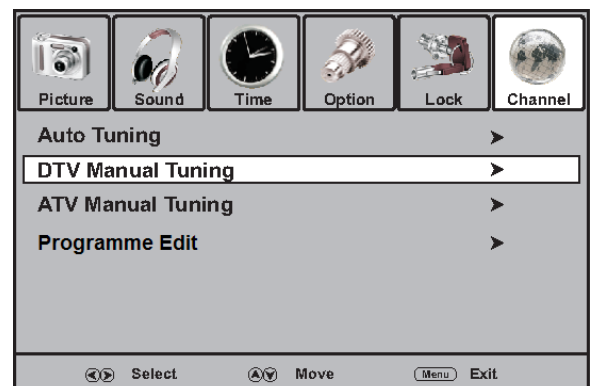 Picture Sound Time Option Lock Channel
Auto Tuning
DTV Manual Tuning
ATV Manual Tuning
Programme Edit
Select Move Menu Exit